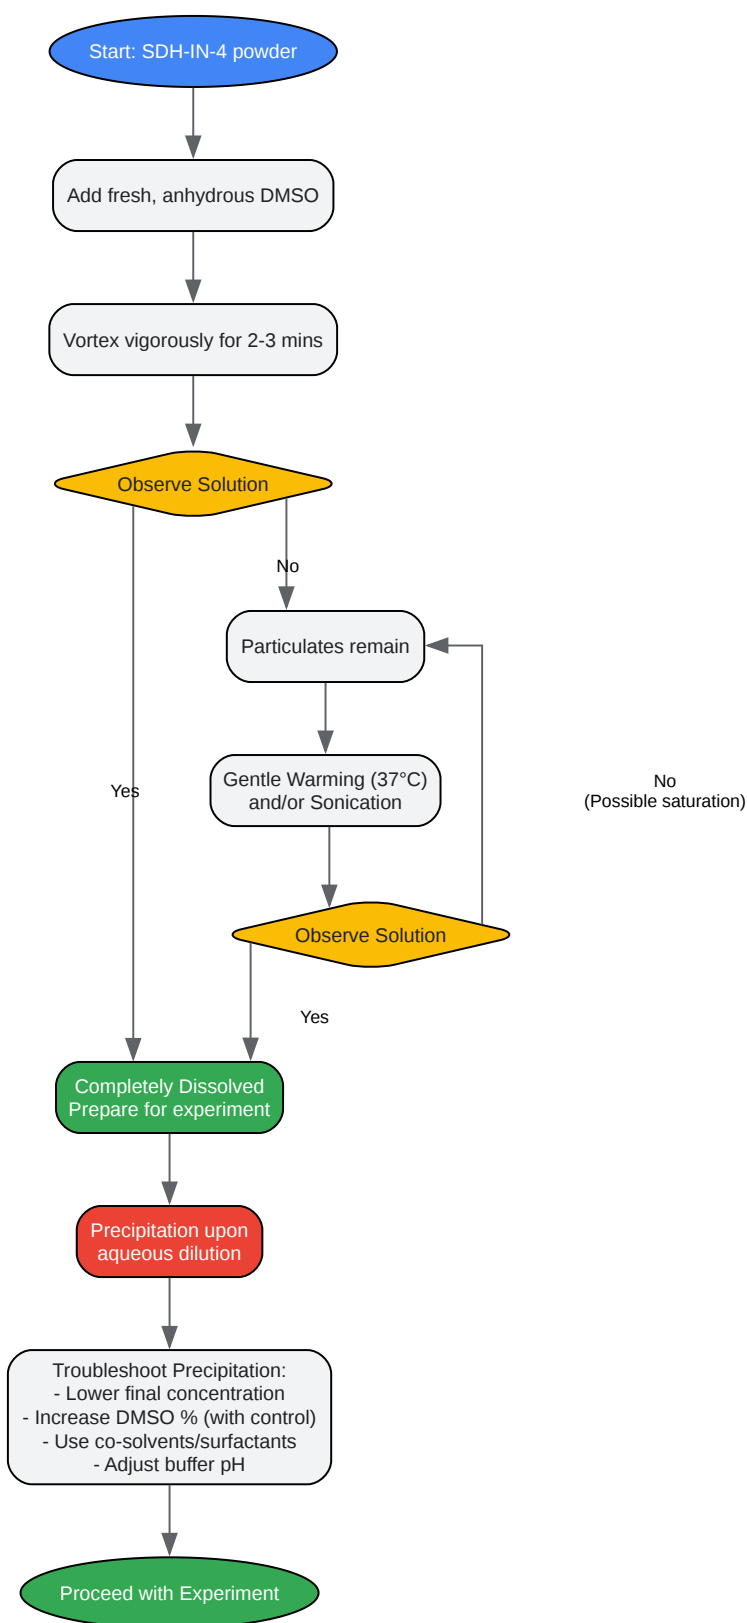 Start: SDH-IN-4 powder
Add fresh, anhydrous DMSO
Vortex vigorously for 2-3 mins
Observe Solution
No
Particulates remain
Yes
Gentle Warming (37°C)
and/or Sonication
No
(Possible saturation)
Observe Solution
Yes
Completely Dissolved
Prepare for experiment
Precipitation upon
aqueous dilution
Troubleshoot Precipitation:
- Lower final concentration
- Increase DMSO % (with control)
- Use co-solvents/surfactants
- Adjust buffer pH
Proceed with Experiment